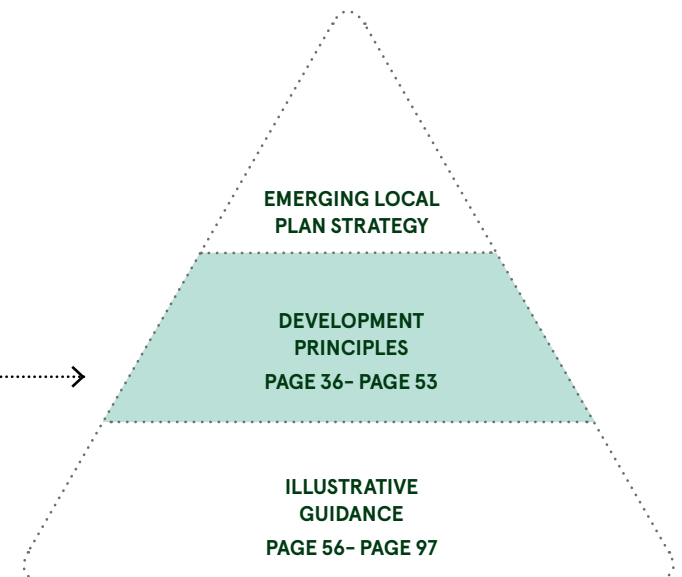 EMERGING LOCAL
PLAN STRATEGY
DEVELOPMENT
PRINCIPLES
PAGE 36– PAGE 53
ILLUSTRATIVE
GUIDANCE
PAGE 56– PAGE 97